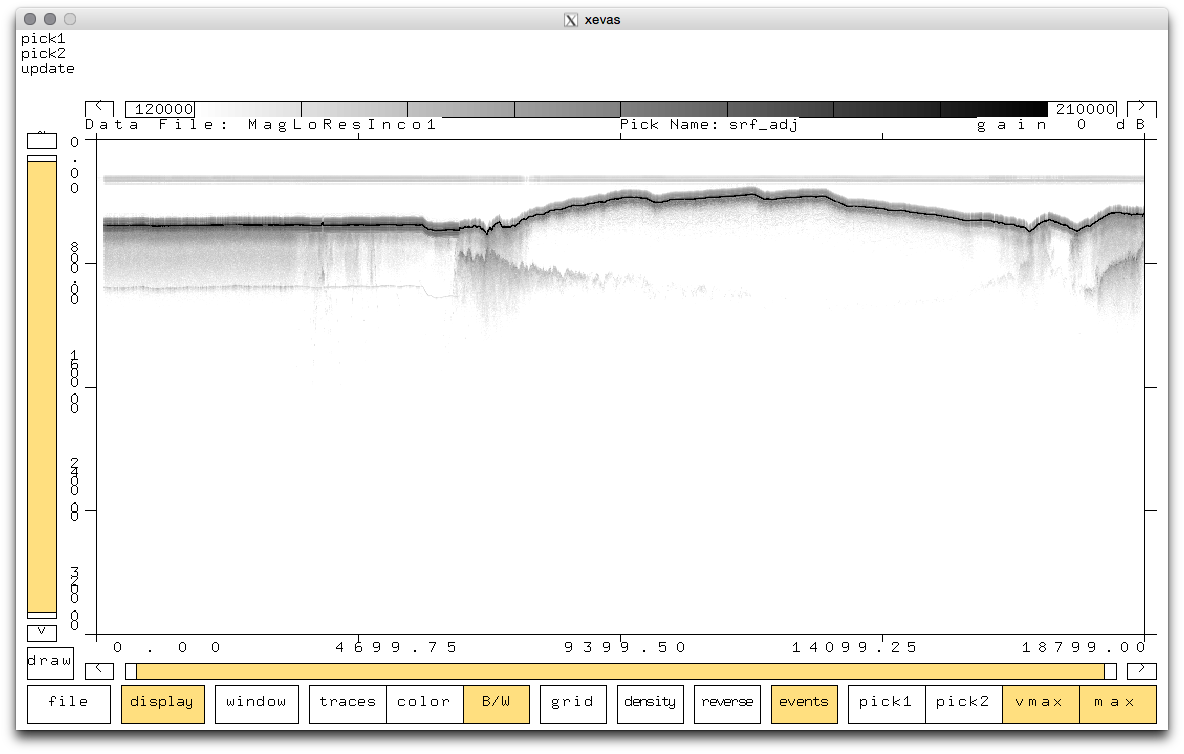 xevas
pick1
pick2
update
< 120000 210000 >
Data File: MagLoResInco1 Pick Name: srf_adj gain 0 dB
0.00
800.00
1600.00
2400.00
3200.00
0.00 4699.75 9399.50 14099.25 18799.00
draw < >
file display window traces color B/W grid density reverse events pick1 pick2 vmax max